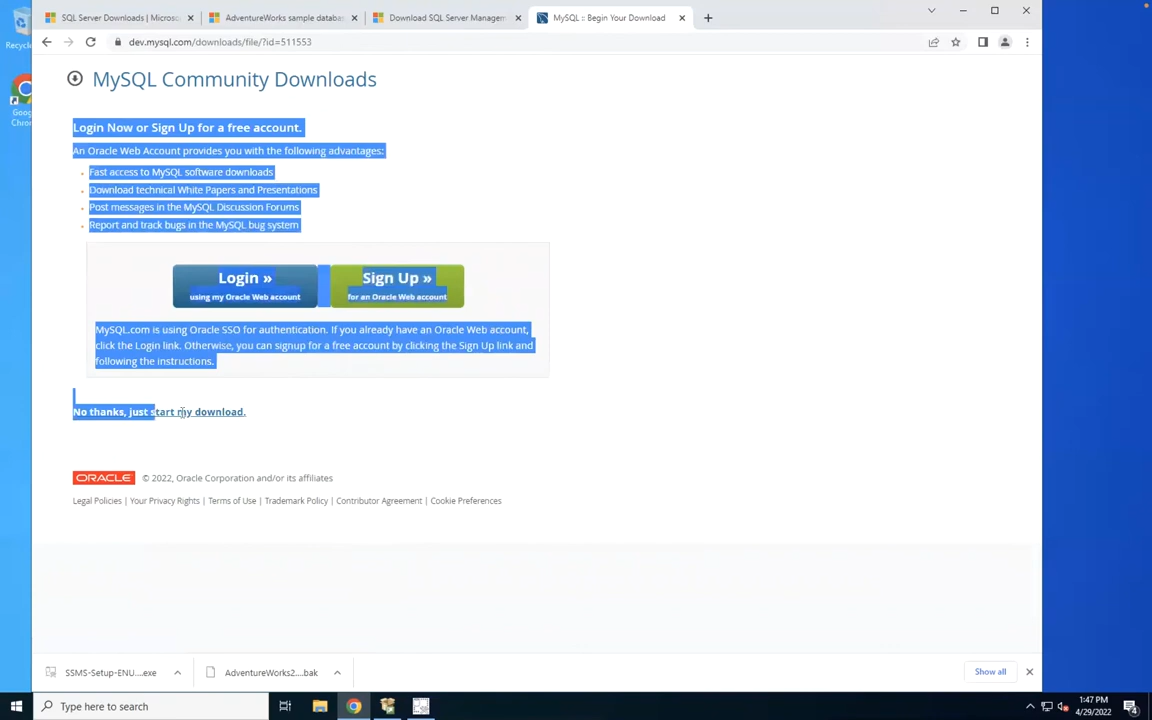 SQL Server Downloads | Microso
AdventureWorks sample databas
Download SQL Server Managem
MySQL :: Begin Your Download
dev.mysql.com/downloads/file/?id=511553
Recycle
Goog
Chron
MySQL Community Downloads
Login Now or Sign Up for a free account.
An Oracle Web Account provides you with the following advantages:
Fast access to MySQL software downloads
Download technical White Papers and Presentations
Post messages in the MySQL Discussion Forums
Report and track bugs in the MySQL bug system
Login »
using my Oracle Web account
Sign Up »
for an Oracle Web account
MySQL.com is using Oracle SSO for authentication. If you already have an Oracle Web account,
click the Login link. Otherwise, you can signup for a free account by clicking the Sign Up link and
following the instructions.
No thanks, just start my download.
ORACLE © 2022, Oracle Corporation and/or its affiliates
Legal Policies | Your Privacy Rights | Terms of Use | Trademark Policy | Contributor Agreement | Cookie Preferences
SSMS-Setup-ENU....exe
AdventureWorks2....bak
Show all
Type here to search
1:47 PM
4/29/2022
4